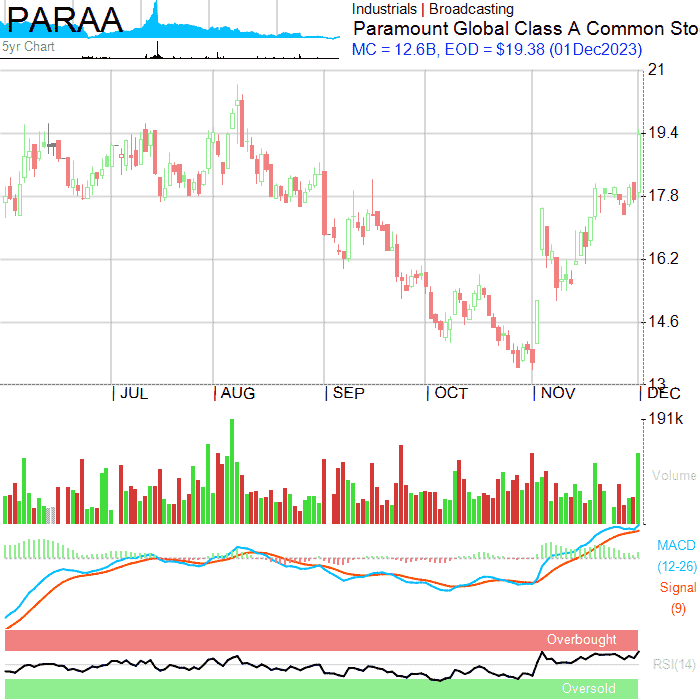 PARAA
5yr Chart
Industrials | Broadcasting
Paramount Global Class A Common Sto
MC = 12.6B, EOD = $19.38 (01Dec2023)
21
19.4
17.8
16.2
14.6
13
| JUL | AUG | SEP | OCT | NOV | DEC
191k
Volume
MACD
(12-26)
Signal
(9)
Overbought
RSI(14)
Oversold